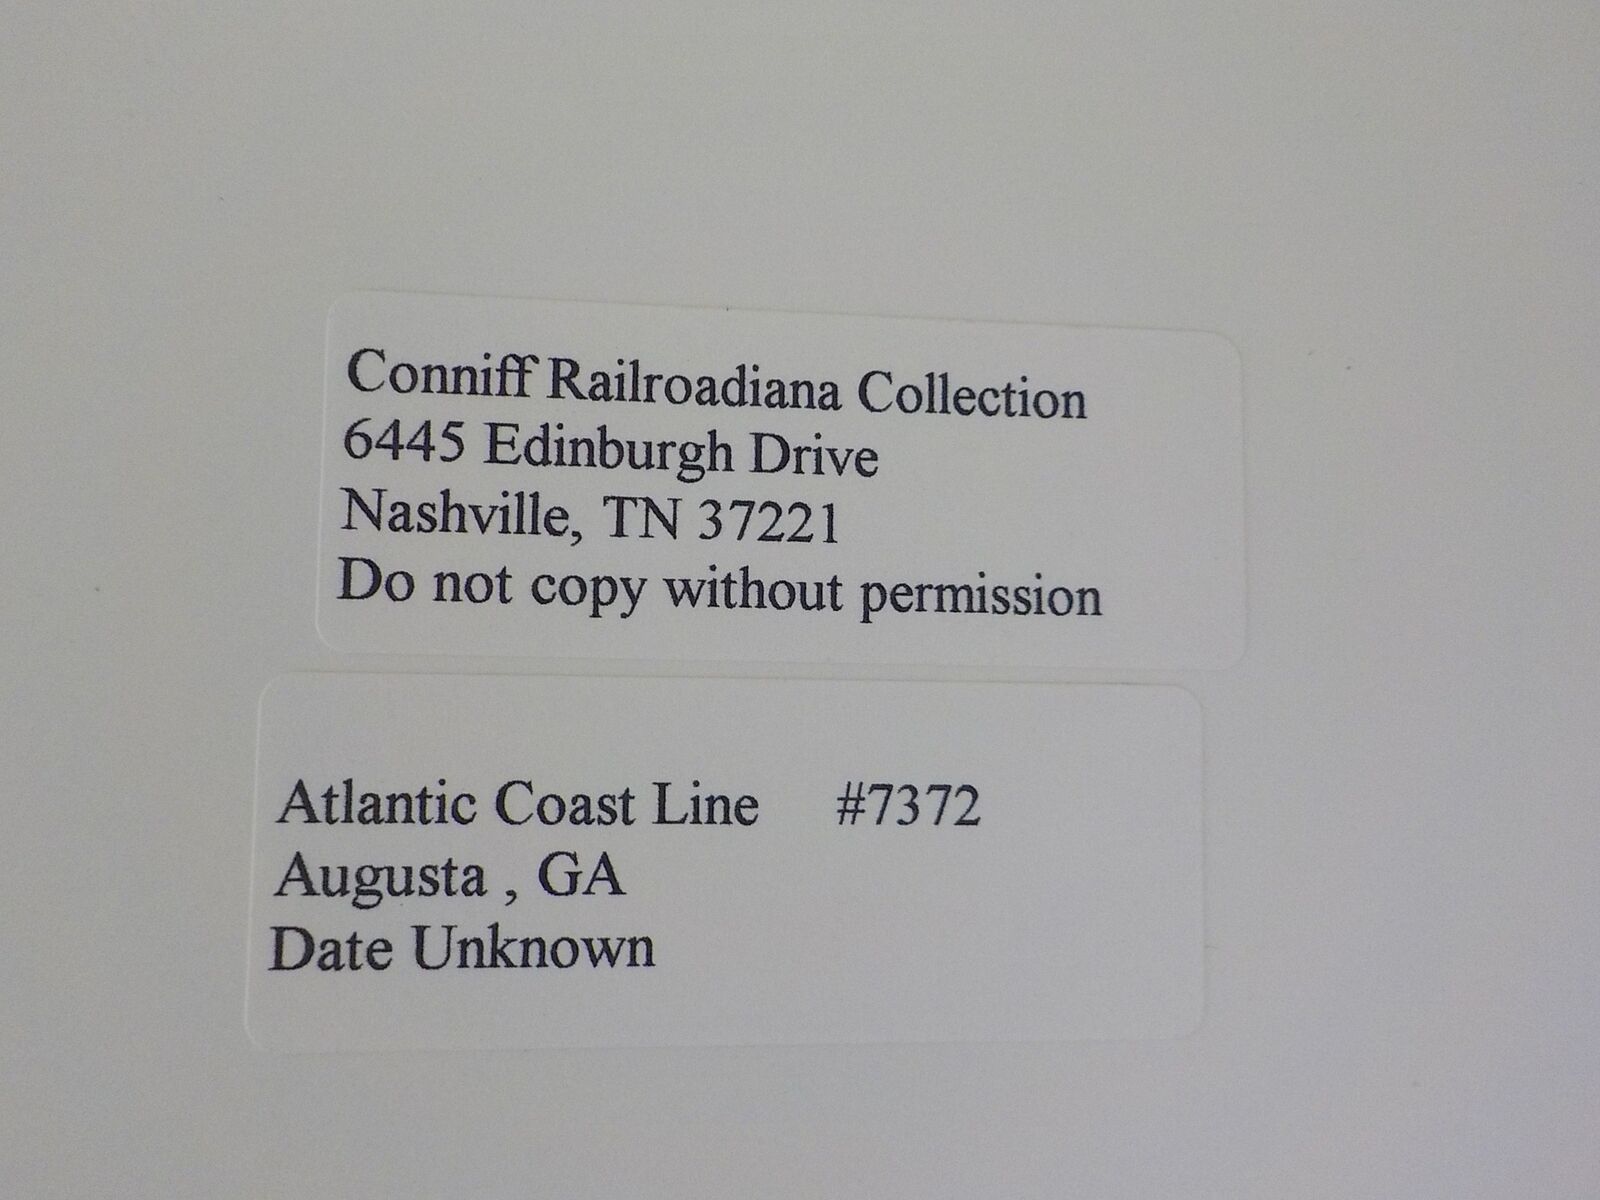 Conniff Railroadiana Collection
6445 Edinburgh Drive
Nashville, TN 37221
Do not copy without permission
Atlantic Coast Line #7372
Augusta , GA
Date Unknown